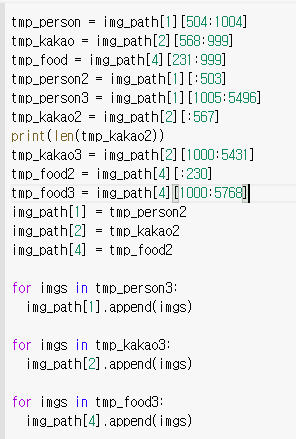 tmp_person = img_path[1][504:1004]
tmp_kakao = img_path[2][568:999]
tmp_food = img_path[4][231:999]
tmp_person2 = img_path[1][:503]
tmp_person3 = img_path[1][1005:5496]
tmp_kakao2 = img_path[2][:567]
print(len(tmp_kakao2))
tmp_kakao3 = img_path[2][1000:5431]
tmp_food2 = img_path[4][:230]
tmp_food3 = img_path[4][1000:5768]
img_path[1] = tmp_person2
img_path[2] = tmp_kakao2
img_path[4] = tmp_food2

for imgs in tmp_person3:
  img_path[1].append(imgs)

for imgs in tmp_kakao3:
  img_path[2].append(imgs)

for imgs in tmp_food3:
  img_path[4].append(imgs)